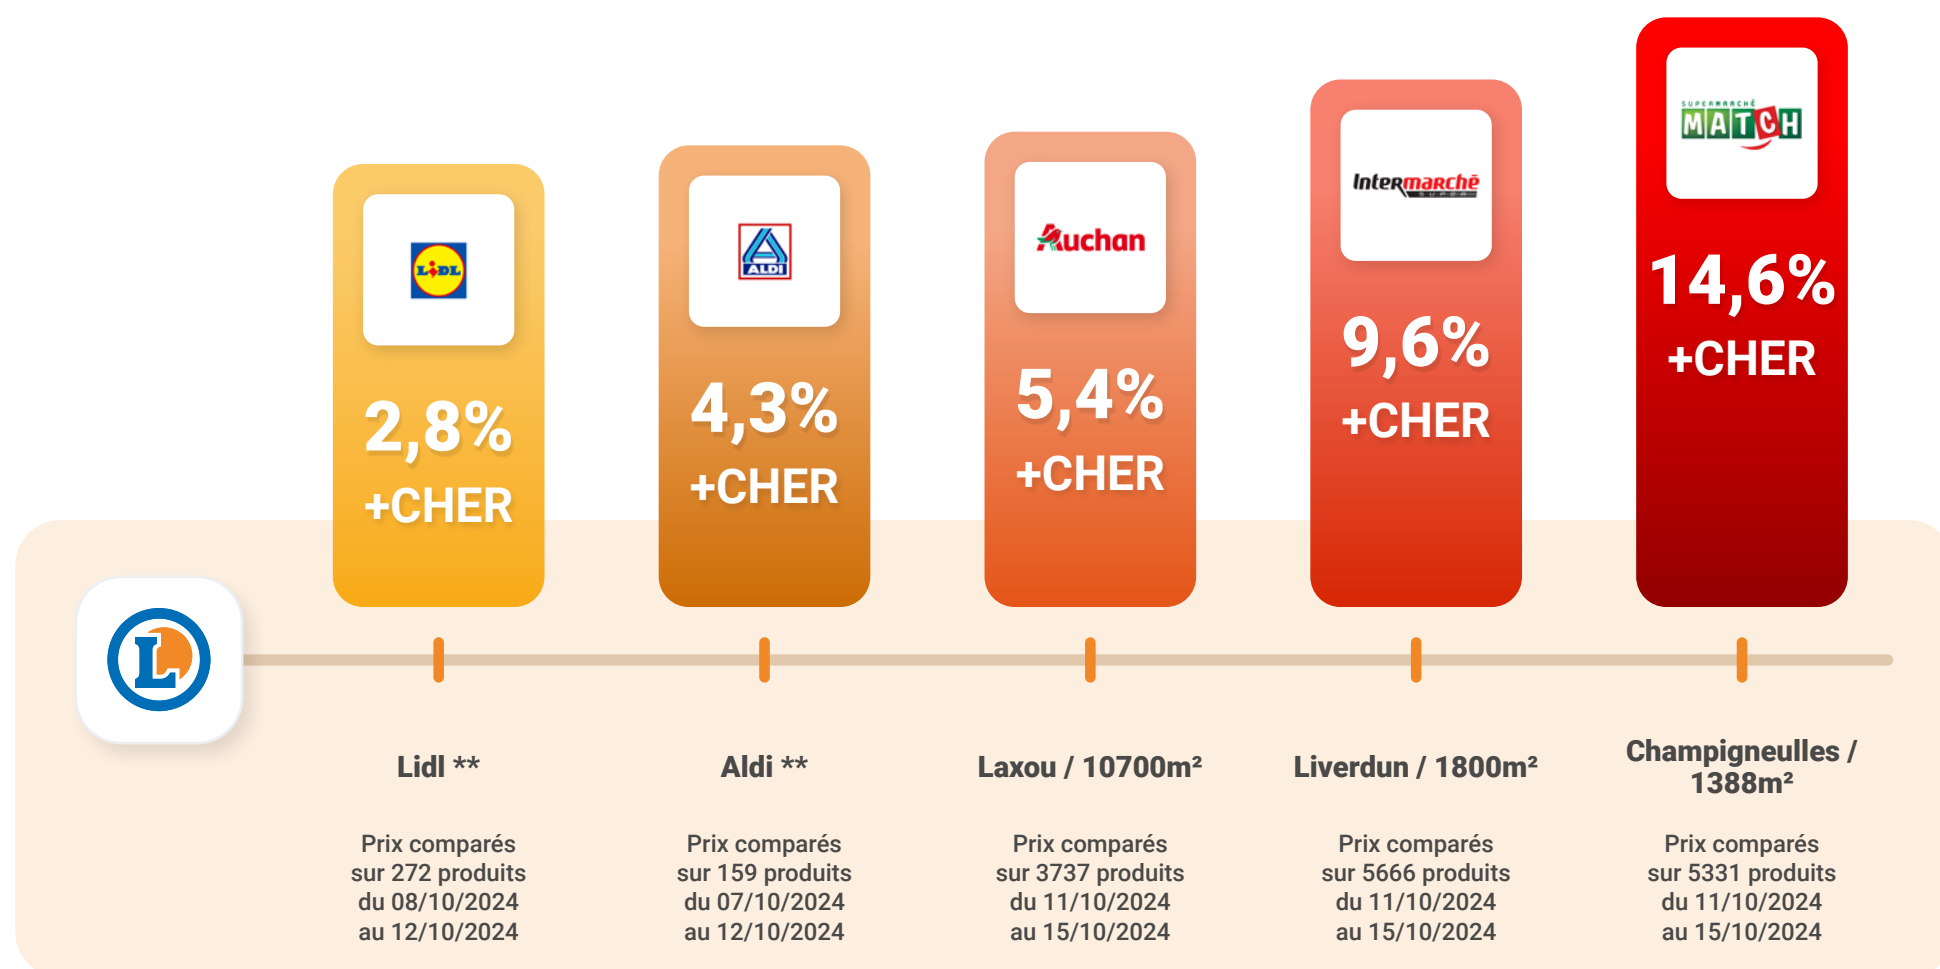 LIDL
2,8%
+CHER
ALDI
4,3%
+CHER
Auchan
5,4%
+CHER
Intermarché
SUPER
9,6%
+CHER
SUPERMARCHÉ
MATCH
14,6%
+CHER
L
Lidl **
Prix comparés
sur 272 produits
du 08/10/2024
au 12/10/2024
Aldi **
Prix comparés
sur 159 produits
du 07/10/2024
au 12/10/2024
Laxou / 10700m²
Prix comparés
sur 3737 produits
du 11/10/2024
au 15/10/2024
Liverdun / 1800m²
Prix comparés
sur 5666 produits
du 11/10/2024
au 15/10/2024
Champigneulles /
1388m²
Prix comparés
sur 5331 produits
du 11/10/2024
au 15/10/2024